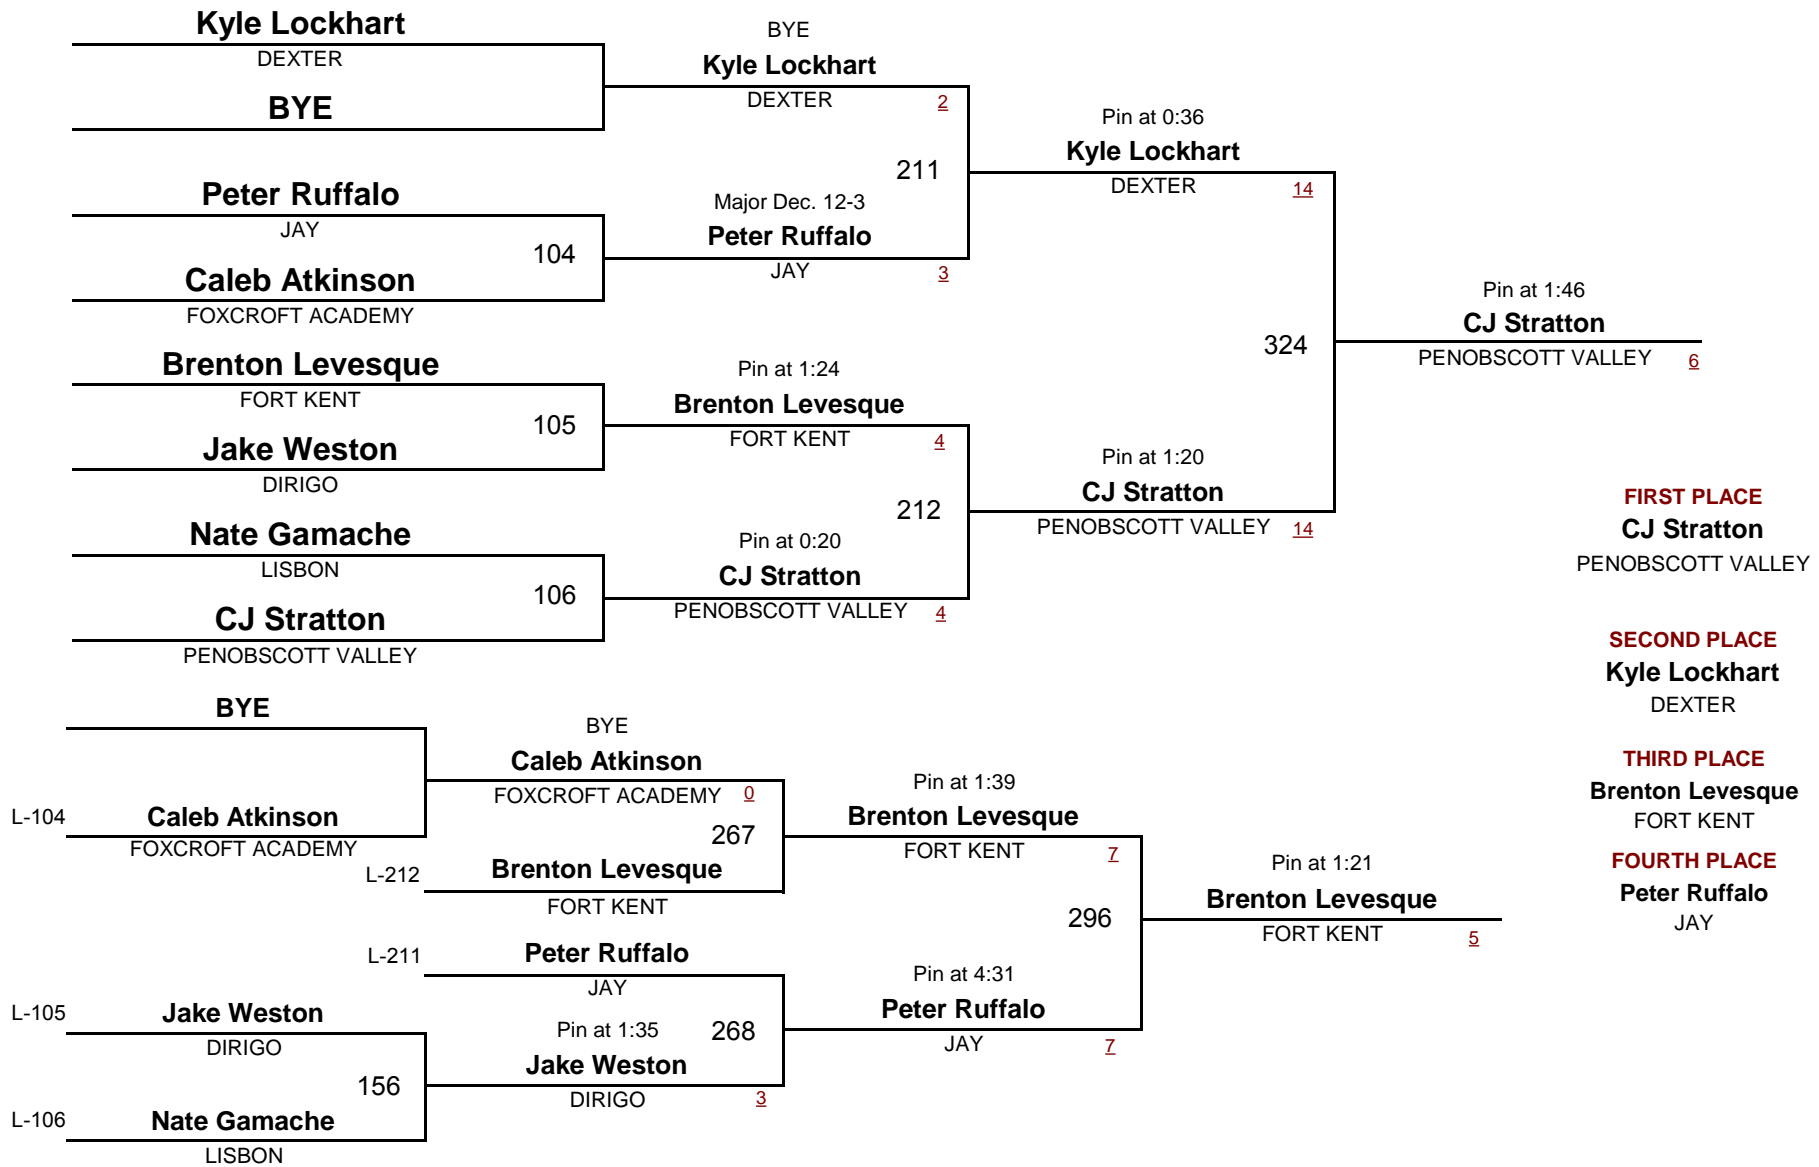 Kyle Lockhart
DEXTER
BYE
Peter Ruffalo
JAY
104
Caleb Atkinson
FOXCROFT ACADEMY
Brenton Levesque
FORT KENT
105
Jake Weston
DIRIGO
Nate Gamache
LISBON
106
CJ Stratton
PENOBSCOTT VALLEY
BYE
Kyle Lockhart
DEXTER 2
211
Major Dec. 12-3
Peter Ruffalo
JAY 3
Pin at 1:24
Brenton Levesque
FORT KENT 4
212
Pin at 0:20
CJ Stratton
PENOBSCOTT VALLEY 4
Pin at 0:36
Kyle Lockhart
DEXTER 14
324
Pin at 1:20
CJ Stratton
PENOBSCOTT VALLEY 14
Pin at 1:46
CJ Stratton
PENOBSCOTT VALLEY 6
FIRST PLACE
CJ Stratton
PENOBSCOTT VALLEY
SECOND PLACE
Kyle Lockhart
DEXTER
THIRD PLACE
Brenton Levesque
FORT KENT
FOURTH PLACE
Peter Ruffalo
JAY
BYE
L-104 Caleb Atkinson
FOXCROFT ACADEMY
L-105 Jake Weston
DIRIGO
156
L-106 Nate Gamache
LISBON
BYE
Caleb Atkinson
FOXCROFT ACADEMY 0
267
L-212 Brenton Levesque
FORT KENT
L-211 Peter Ruffalo
JAY
Pin at 1:35 268
Jake Weston
DIRIGO 3
Pin at 1:39
Brenton Levesque
FORT KENT 7
296
Pin at 4:31
Peter Ruffalo
JAY 7
Pin at 1:21
Brenton Levesque
FORT KENT 5